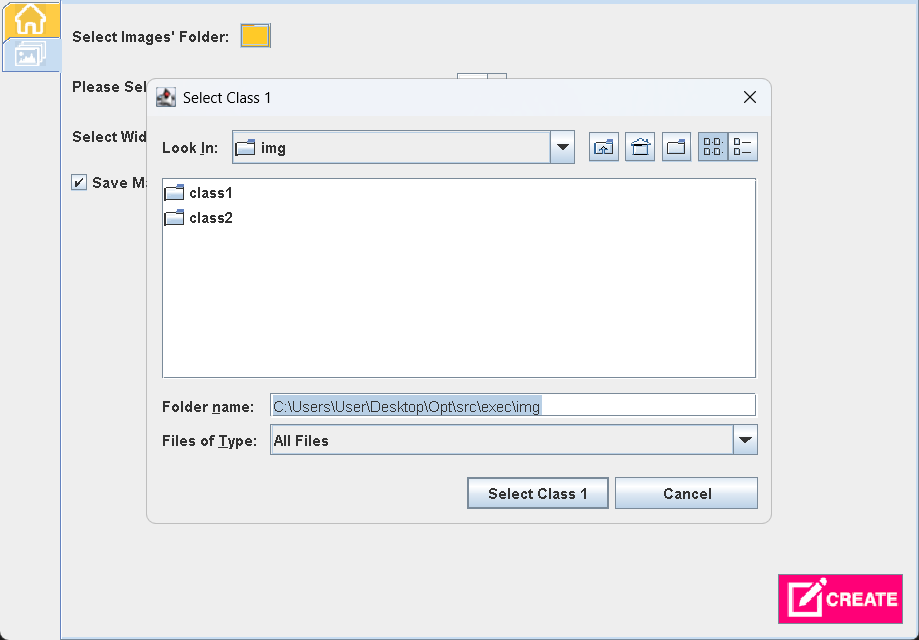 Select Images' Folder:
Please Sel
Select Wid
Save M
Select Class 1
Look In:
img
class1
class2
Folder name:
C:\Users\User\Desktop\Opt\src\exec\img
Files of Type:
All Files
Select Class 1
Cancel
CREATE